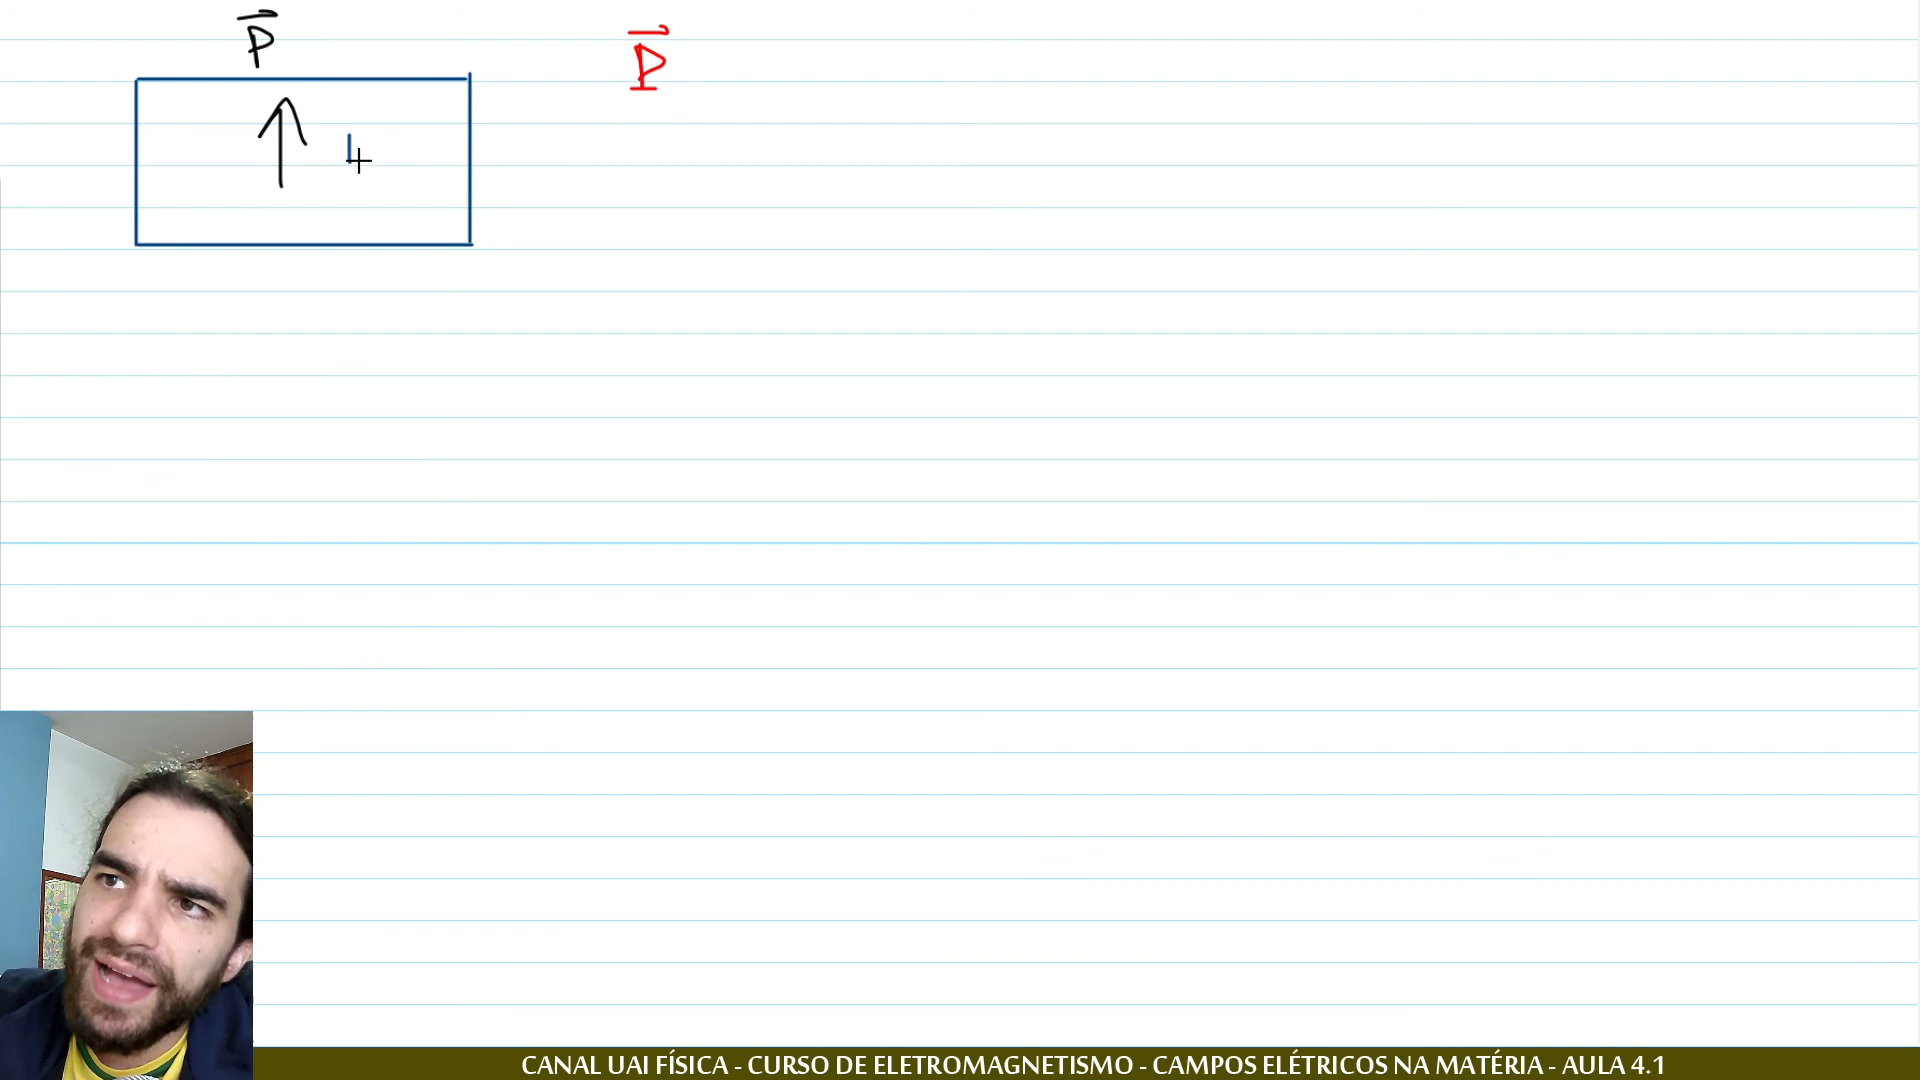 P⃗
P⃗
CANAL UAI FÍSICA - CURSO DE ELETROMAGNETISMO - CAMPOS ELÉTRICOS NA MATÉRIA - AULA 4.1